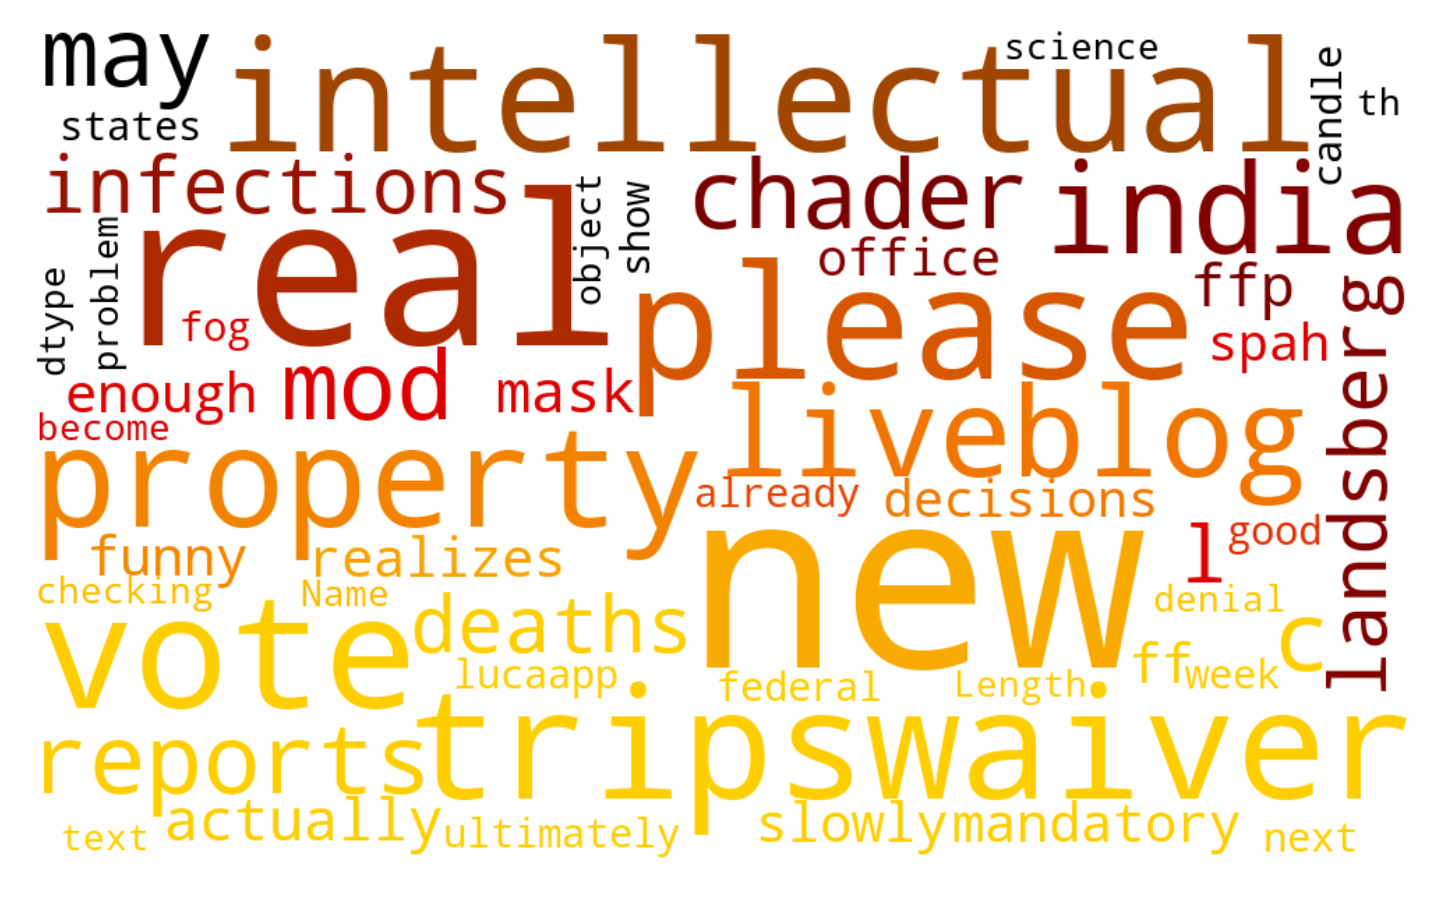 may
intellectual
science
candle
th
states
infections
chader
india
real
object
show
office
ffp
landsberg
dtype
problem
fog
please
spah
enough
mod
mask
become
liveblog
property
already
decisions
new
l
good
funny
realizes
checking
Name
denial
vote
deaths
c
lucaapp
federal
Length
ff
week
reports
tripswaiver
text
actually
ultimately
slowly
mandatory
next